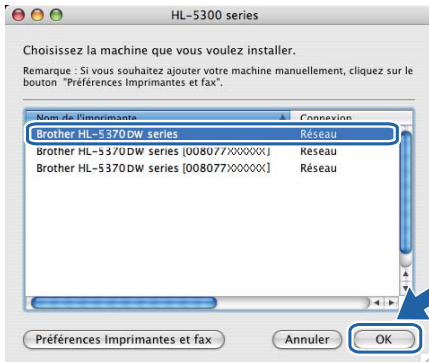 HL-5300 series
Choisissez la machine que vous voulez installer.
Remarque : Si vous souhaitez ajouter votre machine manuellement, cliquez sur le
bouton "Préférences Imprimantes et fax".
Nom de l'imprimante Connexion
Brother HL-5370DW series Réseau
Brother HL-5370DW series [008077XXXXXX] Réseau
Brother HL-5370DW series [008077XXXXXX] Réseau
Préférences Imprimantes et fax Annuler OK